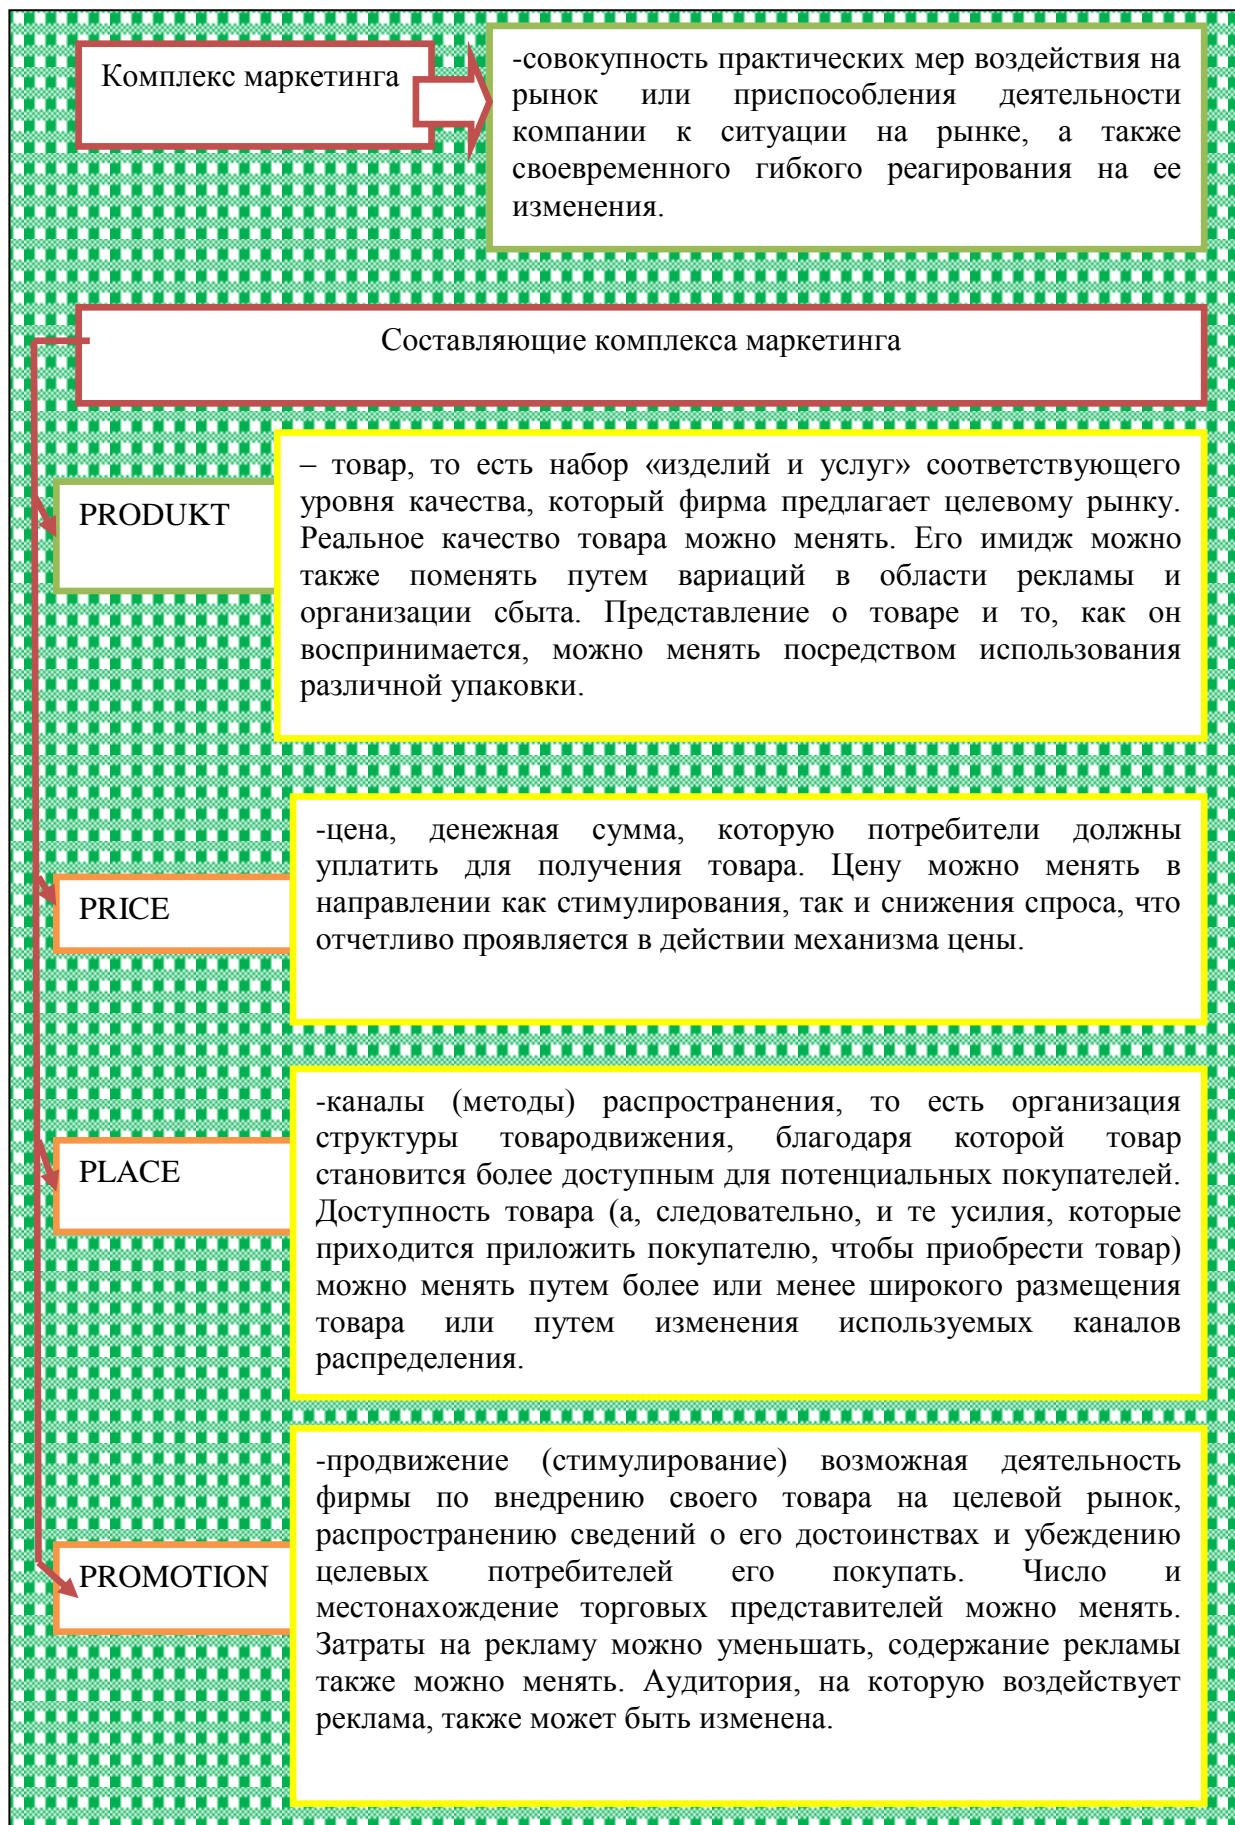 Комплекс маркетинга
-совокупность практических мер воздействия на
рынок или приспособления деятельности
компании к ситуации на рынке, а также
своевременного гибкого реагирования на ее
изменения.
Составляющие комплекса маркетинга
PRODUKT
– товар, то есть набор «изделий и услуг» соответствующего
уровня качества, который фирма предлагает целевому рынку.
Реальное качество товара можно менять. Его имидж можно
также поменять путем вариаций в области рекламы и
организации сбыта. Представление о товаре и то, как он
воспринимается, можно менять посредством использования
различной упаковки.
PRICE
-цена, денежная сумма, которую потребители должны
уплатить для получения товара. Цену можно менять в
направлении как стимулирования, так и снижения спроса, что
отчетливо проявляется в действии механизма цены.
PLACE
-каналы (методы) распространения, то есть организация
структуры товародвижения, благодаря которой товар
становится более доступным для потенциальных покупателей.
Доступность товара (а, следовательно, и те усилия, которые
приходится приложить покупателю, чтобы приобрести товар)
можно менять путем более или менее широкого размещения
товара или путем изменения используемых каналов
распределения.
PROMOTION
-продвижение (стимулирование) возможная деятельность
фирмы по внедрению своего товара на целевой рынок,
распространению сведений о его достоинствах и убеждению
целевых потребителей его покупать. Число и
местонахождение торговых представителей можно менять.
Затраты на рекламу можно уменьшать, содержание рекламы
также можно менять. Аудитория, на которую воздействует
реклама, также может быть изменена.